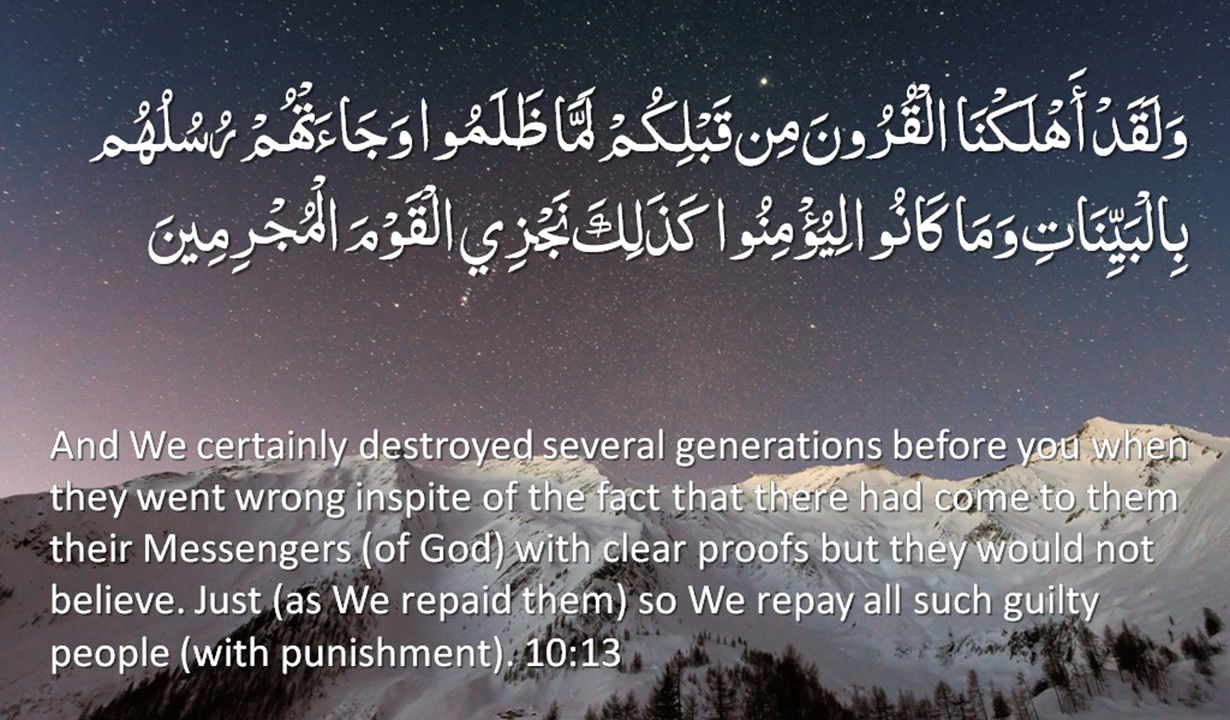 وَلَقَدْ أَهْلَكْنَا الْقُرُونَ مِن قَبْلِكُمْ لَمَّا ظَلَمُوا وَجَاءَتْهُمْ رُسُلُهُم
بِالْبَيِّنَاتِ وَمَا كَانُوا لِيُؤْمِنُوا كَذَلِكَ نَجْزِي الْقَوْمَ الْمُجْرِمِينَ
And We certainly destroyed several generations before you when
they went wrong inspite of the fact that there had come to them
their Messengers (of God) with clear proofs but they would not
believe. Just (as We repaid them) so We repay all such guilty
people (with punishment). 10:13